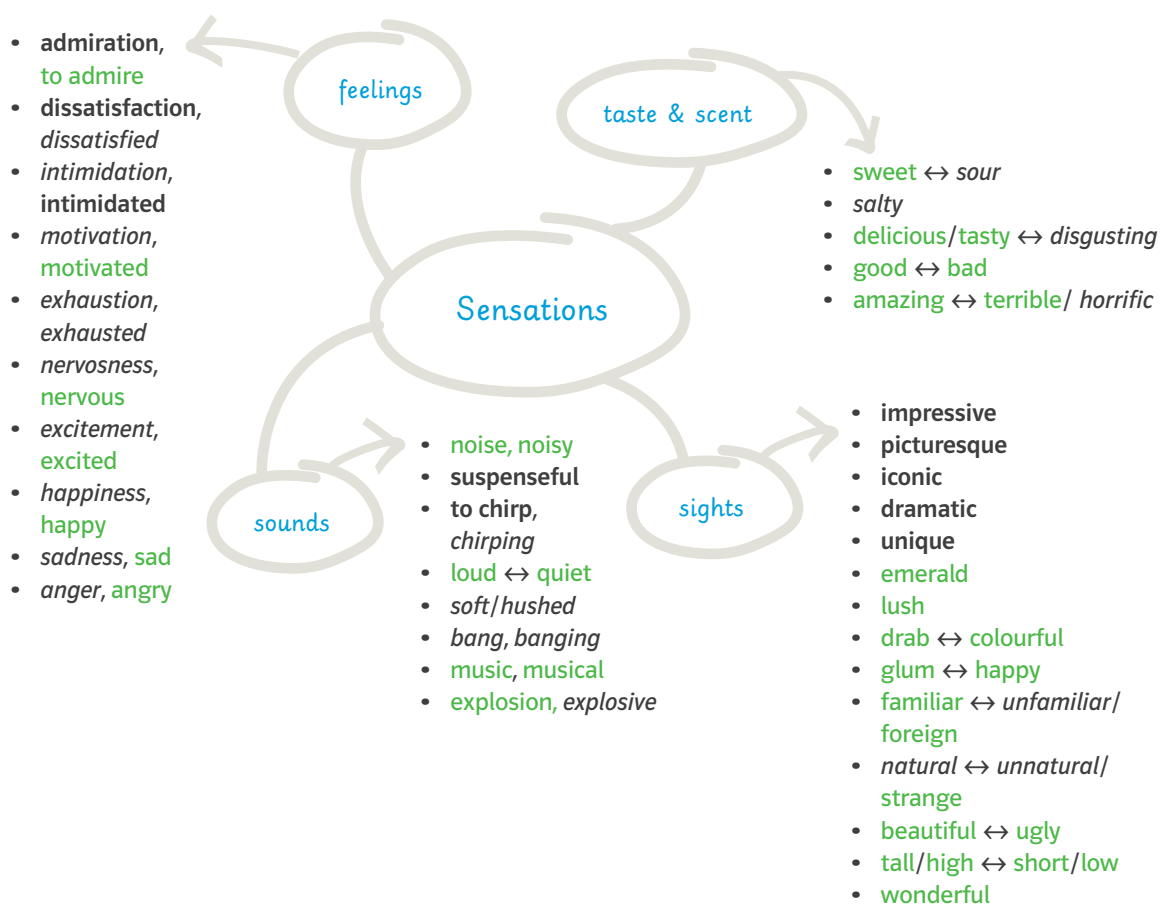 feelings
• admiration,
to admire
• dissatisfaction,
dissatisfied
• intimidation,
intimidated
• motivation,
motivated
• exhaustion,
exhausted
• nervosness,
nervous
• excitement,
excited
• happiness,
happy
• sadness, sad
• anger, angry
taste & scent
• sweet ↔ sour
• salty
• delicious/tasty ↔ disgusting
• good ↔ bad
• amazing ↔ terrible/ horrific
Sensations
sounds
• noise, noisy
• suspenseful
• to chirp,
chirping
• loud ↔ quiet
• soft/hushed
• bang, banging
• music, musical
• explosion, explosive
sights
• impressive
• picturesque
• iconic
• dramatic
• unique
• emerald
• lush
• drab ↔ colourful
• glum ↔ happy
• familiar ↔ unfamiliar/
foreign
• natural ↔ unnatural/
strange
• beautiful ↔ ugly
• tall/high ↔ short/low
• wonderful